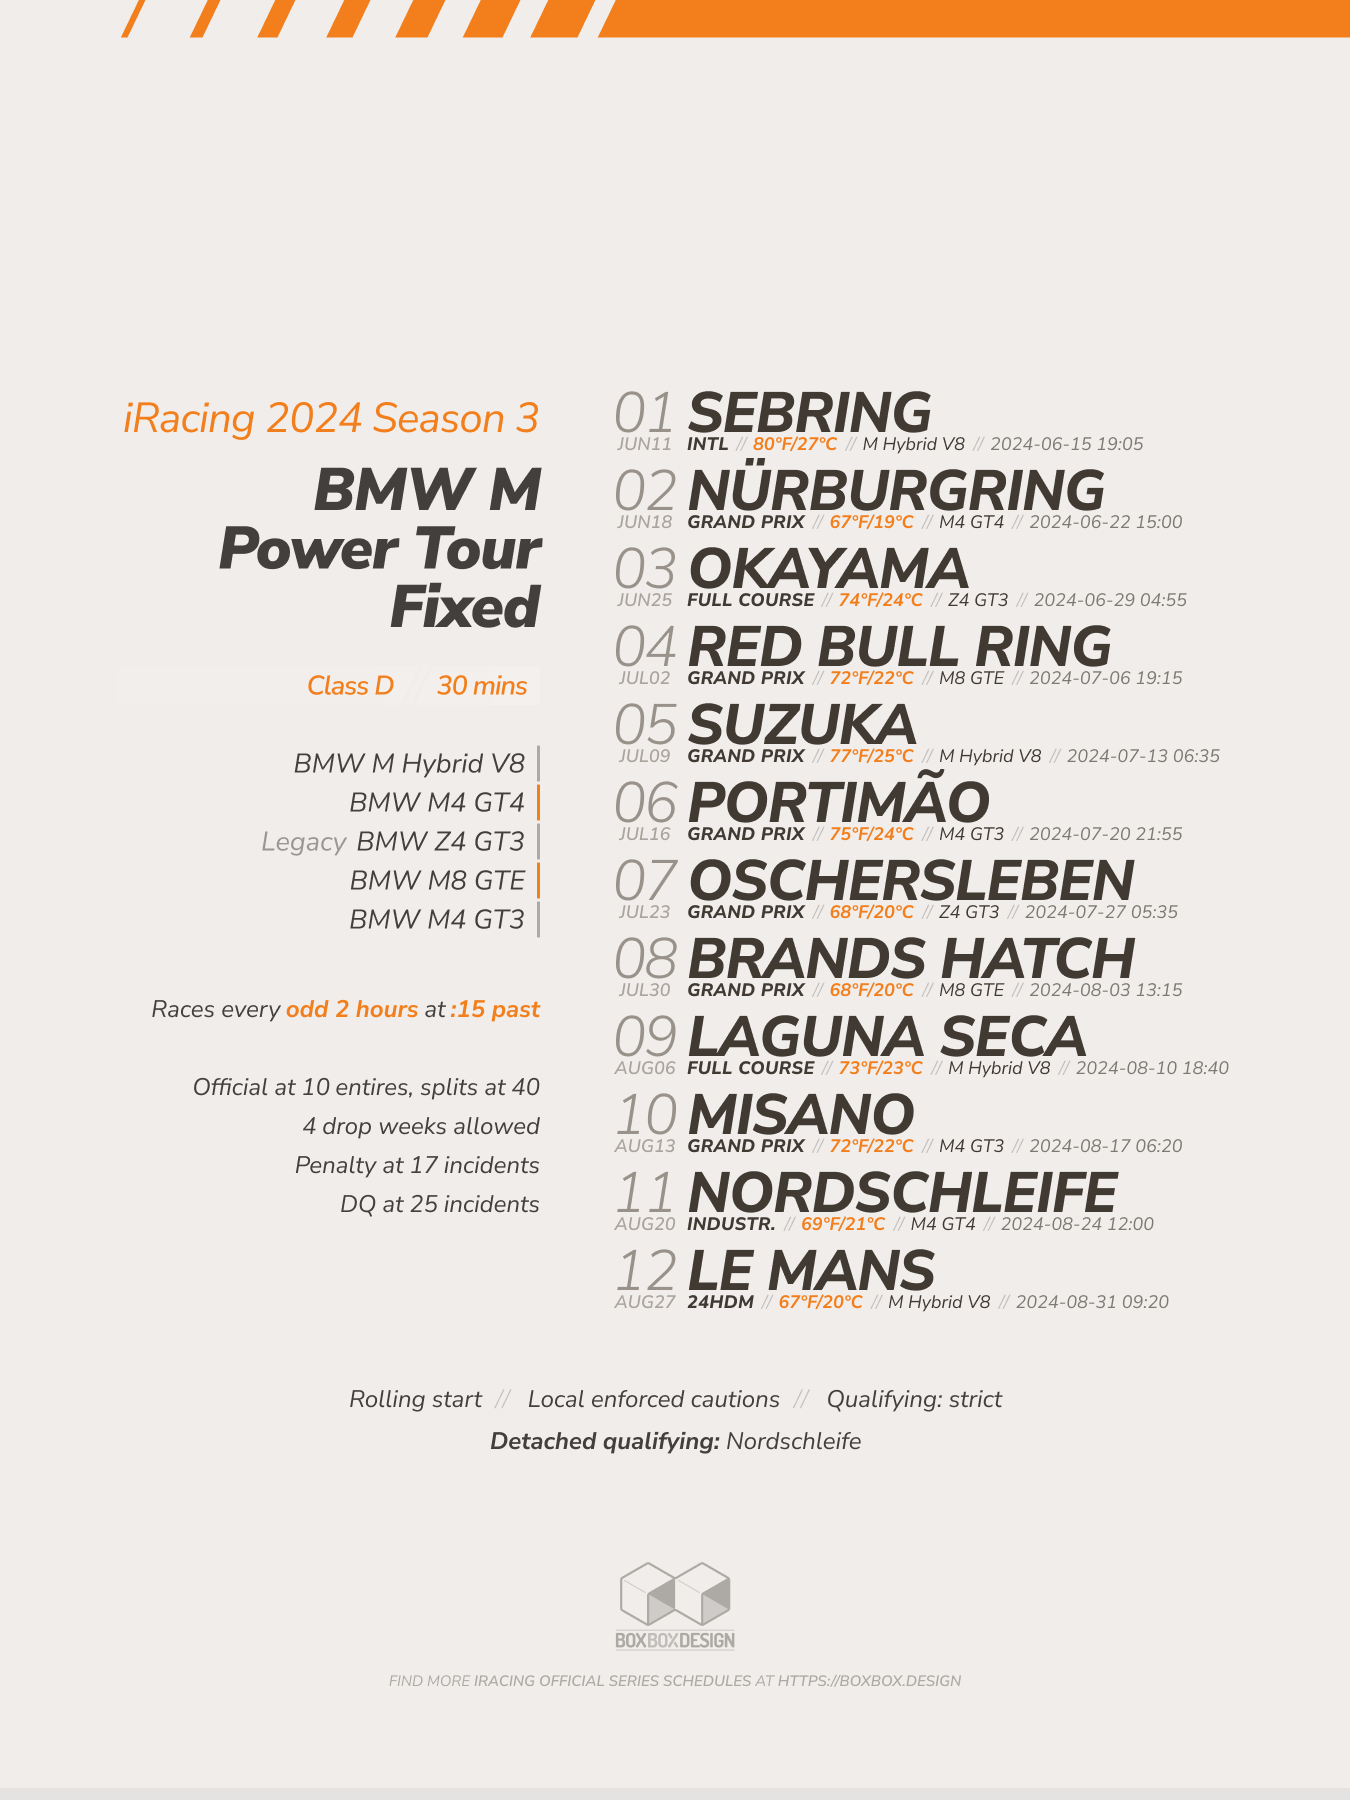 iRacing 2024 Season 3
BMW M
Power Tour
Fixed
Class D // 30 mins
BMW M Hybrid V8
BMW M4 GT4
Legacy BMW Z4 GT3
BMW M8 GTE
BMW M4 GT3
Races every odd 2 hours at :15 past
Official at 10 entires, splits at 40
4 drop weeks allowed
Penalty at 17 incidents
DQ at 25 incidents
01 SEBRING
JUN11 INTL // 80°F/27°C // M Hybrid V8 // 2024-06-15 19:05
02 NÜRBURGRING
JUN18 GRAND PRIX // 67°F/19°C // M4 GT4 // 2024-06-22 15:00
03 OKAYAMA
JUN25 FULL COURSE // 74°F/24°C // Z4 GT3 // 2024-06-29 04:55
04 RED BULL RING
JUL02 GRAND PRIX // 72°F/22°C // M8 GTE // 2024-07-06 19:15
05 SUZUKA
JUL09 GRAND PRIX // 77°F/25°C // M Hybrid V8 // 2024-07-13 06:35
06 PORTIMÃO
JUL16 GRAND PRIX // 75°F/24°C // M4 GT3 // 2024-07-20 21:55
07 OSCHERSLEBEN
JUL23 GRAND PRIX // 68°F/20°C // Z4 GT3 // 2024-07-27 05:35
08 BRANDS HATCH
JUL30 GRAND PRIX // 68°F/20°C // M8 GTE // 2024-08-03 13:15
09 LAGUNA SECA
AUG06 FULL COURSE // 73°F/23°C // M Hybrid V8 // 2024-08-10 18:40
10 MISANO
AUG13 GRAND PRIX // 72°F/22°C // M4 GT3 // 2024-08-17 06:20
11 NORDSCHLEIFE
AUG20 INDUSTR. // 69°F/21°C // M4 GT4 // 2024-08-24 12:00
12 LE MANS
AUG27 24HDM // 67°F/20°C // M Hybrid V8 // 2024-08-31 09:20
Rolling start // Local enforced cautions // Qualifying: strict
Detached qualifying: Nordschleife
BOXBOXDESIGN
FIND MORE IRACING OFFICIAL SERIES SCHEDULES AT HTTPS://BOXBOX.DESIGN